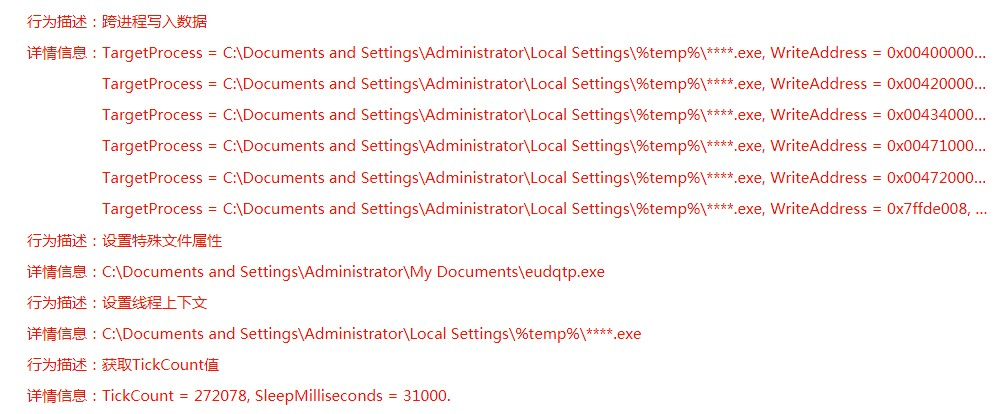 行为描述：跨进程写入数据
详情信息：TargetProcess = C:\Documents and Settings\Administrator\Local Settings\%temp%\****.exe, WriteAddress = 0x00400000...
TargetProcess = C:\Documents and Settings\Administrator\Local Settings\%temp%\****.exe, WriteAddress = 0x00420000...
TargetProcess = C:\Documents and Settings\Administrator\Local Settings\%temp%\****.exe, WriteAddress = 0x00434000...
TargetProcess = C:\Documents and Settings\Administrator\Local Settings\%temp%\****.exe, WriteAddress = 0x00471000...
TargetProcess = C:\Documents and Settings\Administrator\Local Settings\%temp%\****.exe, WriteAddress = 0x00472000...
TargetProcess = C:\Documents and Settings\Administrator\Local Settings\%temp%\****.exe, WriteAddress = 0x7ffde008, ...
行为描述：设置特殊文件属性
详情信息：C:\Documents and Settings\Administrator\My Documents\eudqtp.exe
行为描述：设置线程上下文
详情信息：C:\Documents and Settings\Administrator\Local Settings\%temp%\****.exe
行为描述：获取TickCount值
详情信息：TickCount = 272078, SleepMilliseconds = 31000.